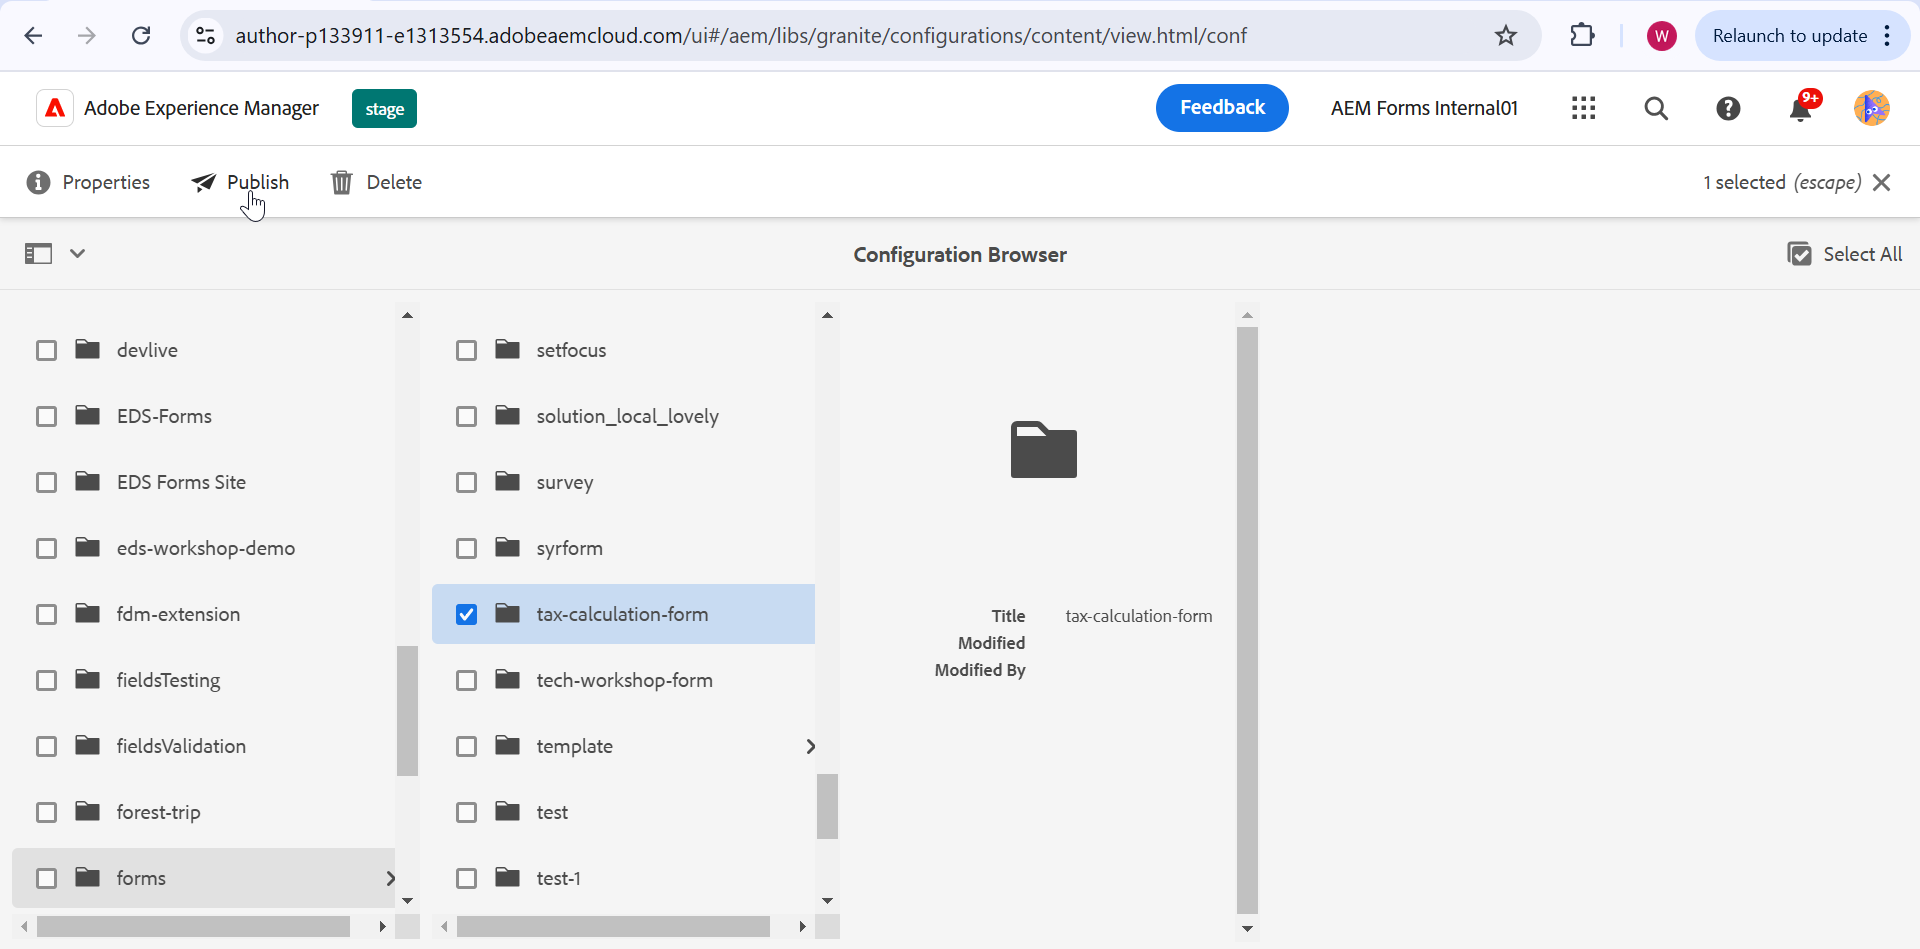 author-p133911-e1313554.adobeaemcloud.com/ui#/aem/libs/granite/configurations/content/view.html/conf
W
Relaunch to update
Adobe Experience Manager
stage
Feedback
AEM Forms Internal01
9+
Properties
Publish
Delete
1 selected (escape)
Configuration Browser
Select All
devlive
EDS-Forms
EDS Forms Site
eds-workshop-demo
fdm-extension
fieldsTesting
fieldsValidation
forest-trip
forms
setfocus
solution_local_lovely
survey
syrform
tax-calculation-form
tech-workshop-form
template
test
test-1
Title tax-calculation-form
Modified
Modified By